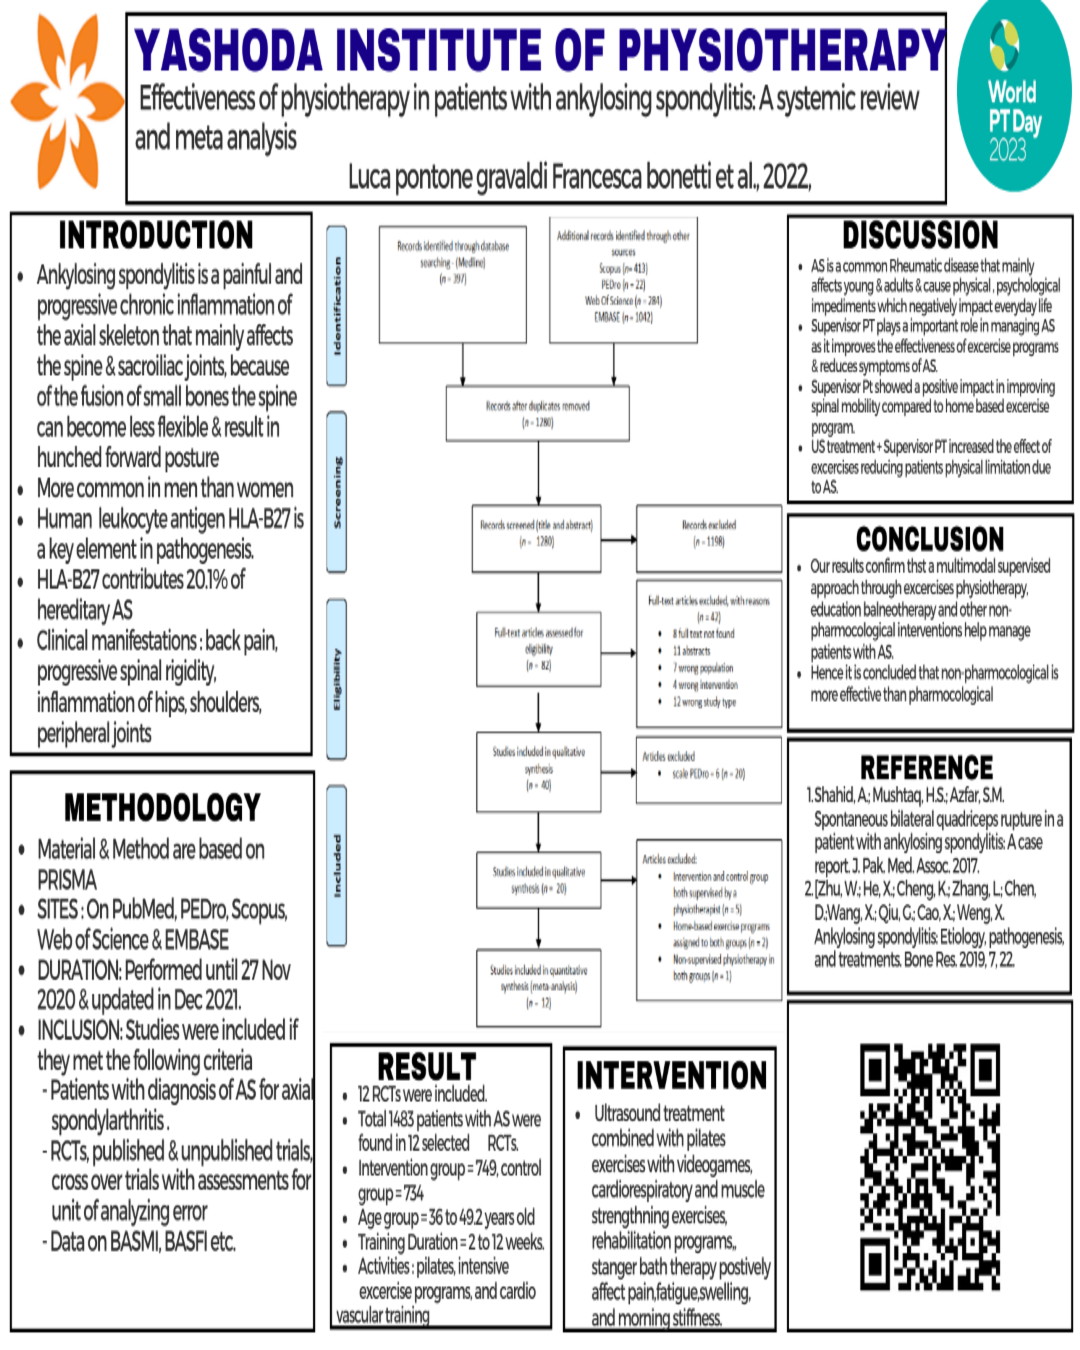 YASHODA INSTITUTE OF PHYSIOTHERAPY
Effectiveness of physiotherapy in patients with ankylosing spondylitis: A systemic review
and meta analysis
Luca pontone gravaldi Francesca bonetti et al., 2022,
World
PT Day
2023
INTRODUCTION
• Ankylosing spondylitis is a painful and
progressive chronic inflammation of
the axial skeleton that mainly affects
the spine & sacroiliac joints, because
of the fusion of small bones the spine
can become less flexible & result in
hunched forward posture
• More common in men than women
• Human leukocyte antigen HLA-B27 is
a key element in pathogenesis.
• HLA-B27 contributes 20.1% of
hereditary AS
• Clinical manifestations : back pain,
progressive spinal rigidity,
inflammation of hips, shoulders,
peripheral joints
METHODOLOGY
• Material & Method are based on
PRISMA
• SITES : On PubMed, PEDro, Scopus,
Web of Science & EMBASE
• DURATION: Performed until 27 Nov
2020 & updated in Dec 2021.
• INCLUSION: Studies were included if
they met the following criteria
- Patients with diagnosis of AS for axial
spondylarthritis .
- RCTs, published & unpublished trials,
cross over trials with assessments for
unit of analyzing error
- Data on BASMI, BASFI etc.
Identification
Screening
Eligibility
Included
Records identified through database
searching - (Medline)
(n = 397)
Additional records identified through other
sources
Scopus (n= 413)
PEDro (n = 22)
Web Of Science (n = 284)
EMBASE (n = 1042)
Records after duplicates removed
(n = 1280)
Records screened (title and abstract)
(n = 1280)
Records excluded
(n = 1198)
Full-text articles assessed for
eligibility
(n = 82)
Full-text articles excluded, with reasons
(n = 42)
• 8 full text not found
• 11 abstracts
• 7 wrong population
• 4 wrong intervention
• 12 wrong study type
Studies included in qualitative
synthesis
(n = 40)
Articles excluded
• scale PEDro = 6 (n = 20)
Studies included in qualitative
synthesis (n = 20)
Articles excluded:
• Intervention and control group
both supervised by a
physiotherapist (n = 5)
• Home-based exercise programs
assigned to both groups (n = 2)
• Non-supervised physiotherapy in
both groups (n = 1)
Studies included in quantitative
synthesis (meta-analysis)
(n = 12)
RESULT
• 12 RCTs were included.
• Total 1483 patients with AS were
found in 12 selected RCTs.
• Intervention group = 749, control
group = 734
• Age group = 36 to 49.2 years old
• Training Duration = 2 to 12 weeks.
• Activities : pilates, intensive
excercise programs, and cardio
vascular training
INTERVENTION
• Ultrasound treatment
combined with pilates
exercises with videogames,
cardiorespiratory and muscle
strengthning exercises,
rehabilitation programs,,
stanger bath therapy postively
affect pain,fatigue,swelling,
and morning stiffness.
DISCUSSION
• AS is a common Rheumatic disease that mainly
affects young & adults & cause physical , psychological
impediments which negatively impact everyday life
• Supervisor PT plays a important role in managing AS
as it improves the effectiveness of excercise programs
& reduces symptoms of AS.
• Supervisor Pt showed a positive impact in improving
spinal mobility compared to home based excercise
program.
• US treatment + Supervisor PT increased the effect of
excercises reducing patients physical limitation due
to AS.
CONCLUSION
• Our results confirm thst a multimodal supervised
approach through excercises physiotherapy,
education balneotherapy and other non-
pharmocological interventions help manage
patients with AS.
• Hence it is concluded that non-pharmocological is
more effective than pharmocological
REFERENCE
1. Shahid, A.; Mushtaq, H.S.; Azfar, S.M.
Spontaneous bilateral quadriceps rupture in a
patient with ankylosing spondylitis: A case
report. J. Pak. Med. Assoc. 2017.
2. [Zhu, W.; He, X.; Cheng, K.; Zhang, L.; Chen,
D.;Wang, X.; Qiu, G.; Cao, X.; Weng, X.
Ankylosing spondylitis: Etiology, pathogenesis,
and treatments. Bone Res. 2019, 7, 22.